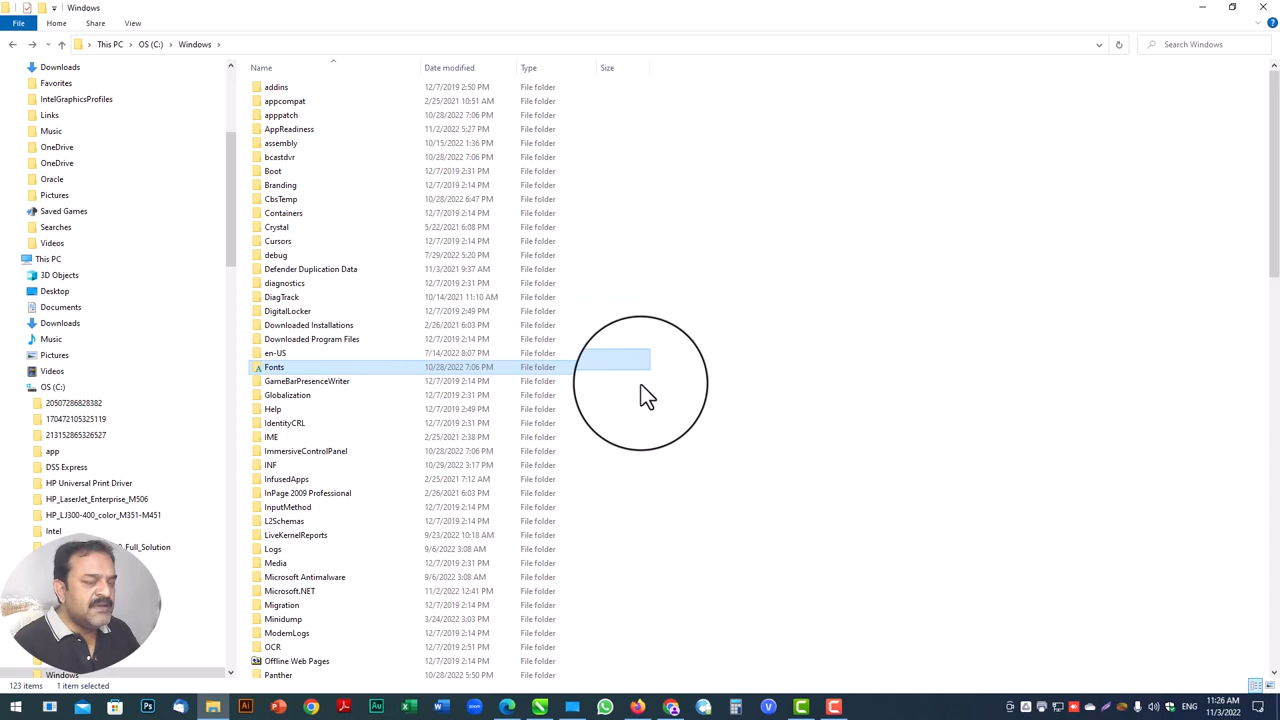 Windows
File Home Share View
This PC > OS (C:) > Windows >
Search Windows
Name Date modified Type Size
Downloads
Favorites
IntelGraphicsProfiles
Links
Music
OneDrive
OneDrive
Oracle
Pictures
Saved Games
Searches
Videos
This PC
3D Objects
Desktop
Documents
Downloads
Music
Pictures
Videos
OS (C:)
20507286828382
170472105325119
213152865326527
app
DSS Express
HP Universal Print Driver
HP_LaserJet_Enterprise_M506
HP_LJ300-400_color_M351-M451
Intel
0_Full_Solution
Windows
addins 12/7/2019 2:50 PM File folder
appcompat 2/25/2021 10:51 AM File folder
apppatch 10/28/2022 7:06 PM File folder
AppReadiness 11/2/2022 5:27 PM File folder
assembly 10/15/2022 1:36 PM File folder
bcastdvr 10/28/2022 7:06 PM File folder
Boot 12/7/2019 2:31 PM File folder
Branding 12/7/2019 2:14 PM File folder
CbsTemp 10/28/2022 6:47 PM File folder
Containers 12/7/2019 2:14 PM File folder
Crystal 5/22/2021 6:08 PM File folder
Cursors 12/7/2019 2:14 PM File folder
debug 7/29/2022 5:20 PM File folder
Defender Duplication Data 11/3/2021 9:37 AM File folder
diagnostics 12/7/2019 2:31 PM File folder
DiagTrack 10/14/2021 11:10 AM File folder
DigitalLocker 12/7/2019 2:49 PM File folder
Downloaded Installations 2/26/2021 6:03 PM File folder
Downloaded Program Files 12/7/2019 2:14 PM File folder
en-US 7/14/2022 8:07 PM File folder
Fonts 10/28/2022 7:06 PM File folder
GameBarPresenceWriter 12/7/2019 2:14 PM File folder
Globalization 12/7/2019 2:31 PM File folder
Help 12/7/2019 2:49 PM File folder
IdentityCRL 12/7/2019 2:31 PM File folder
IME 2/25/2021 2:38 PM File folder
ImmersiveControlPanel 10/28/2022 7:06 PM File folder
INF 10/29/2022 3:17 PM File folder
InfusedApps 2/25/2021 7:12 AM File folder
InPage 2009 Professional 2/26/2021 6:03 PM File folder
InputMethod 12/7/2019 2:14 PM File folder
L2Schemas 12/7/2019 2:14 PM File folder
LiveKernelReports 9/23/2022 10:18 AM File folder
Logs 9/6/2022 3:08 AM File folder
Media 12/7/2019 2:31 PM File folder
Microsoft Antimalware 9/6/2022 3:08 AM File folder
Microsoft.NET 11/2/2022 12:41 PM File folder
Migration 12/7/2019 2:14 PM File folder
Minidump 3/24/2022 3:03 PM File folder
ModemLogs 12/7/2019 2:14 PM File folder
OCR 12/7/2019 2:51 PM File folder
Offline Web Pages 12/7/2019 2:14 PM File folder
Panther 10/28/2022 5:50 PM File folder
123 items 1 item selected
11:26 AM
11/3/2022